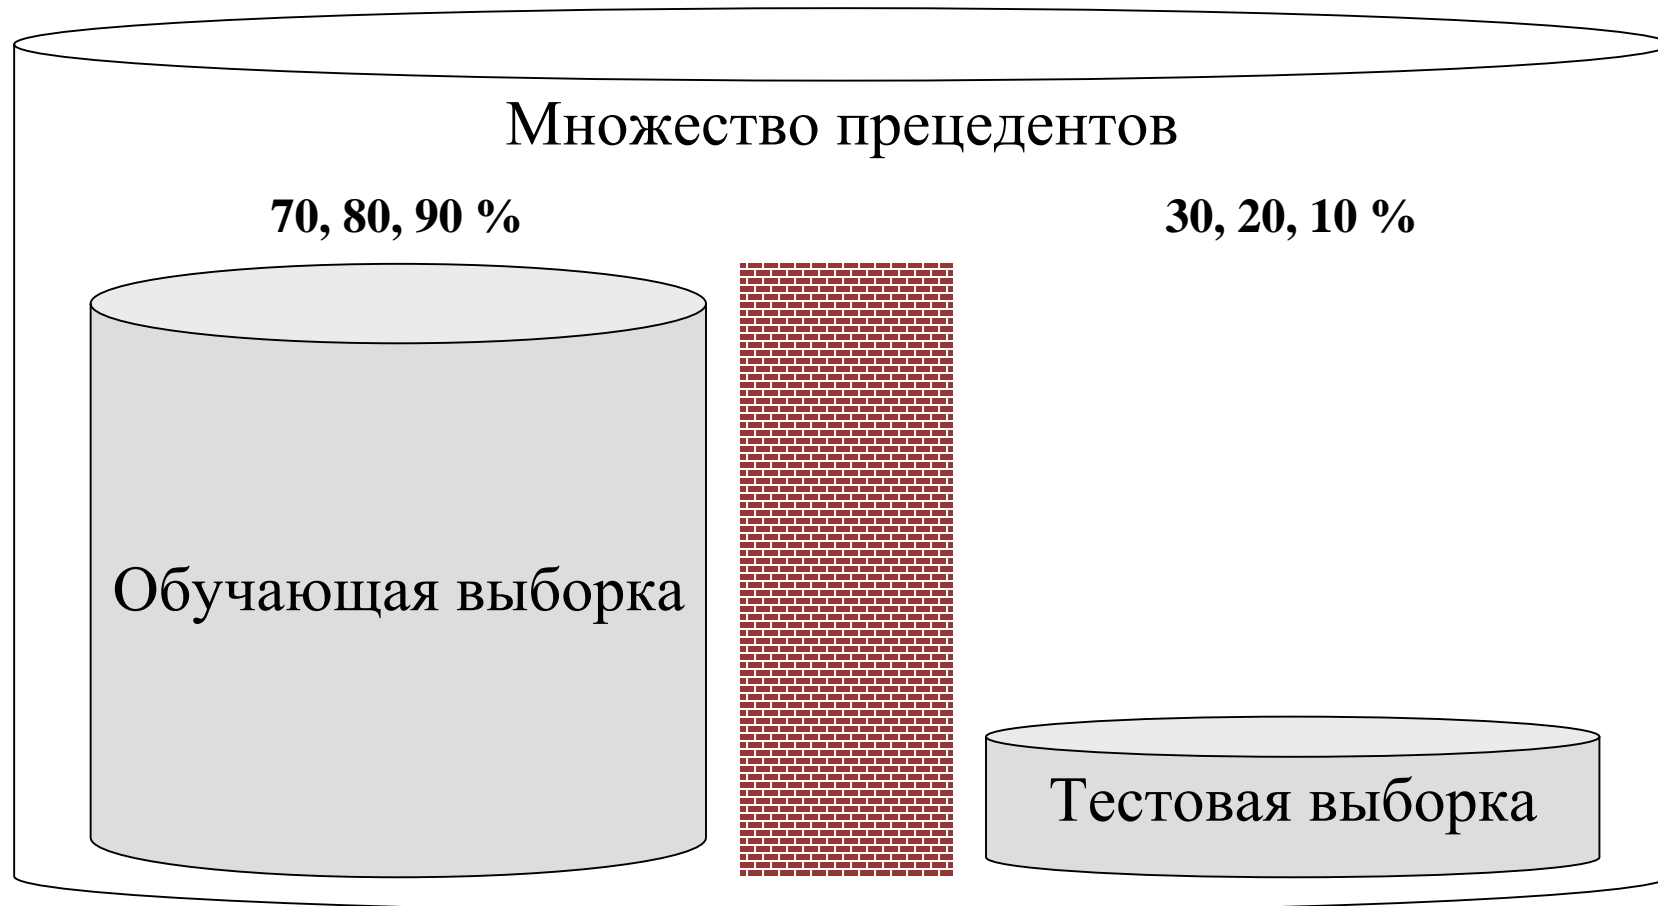 Множество прецедентов
70, 80, 90 %
30, 20, 10 %
Обучающая выборка
Тестовая выборка